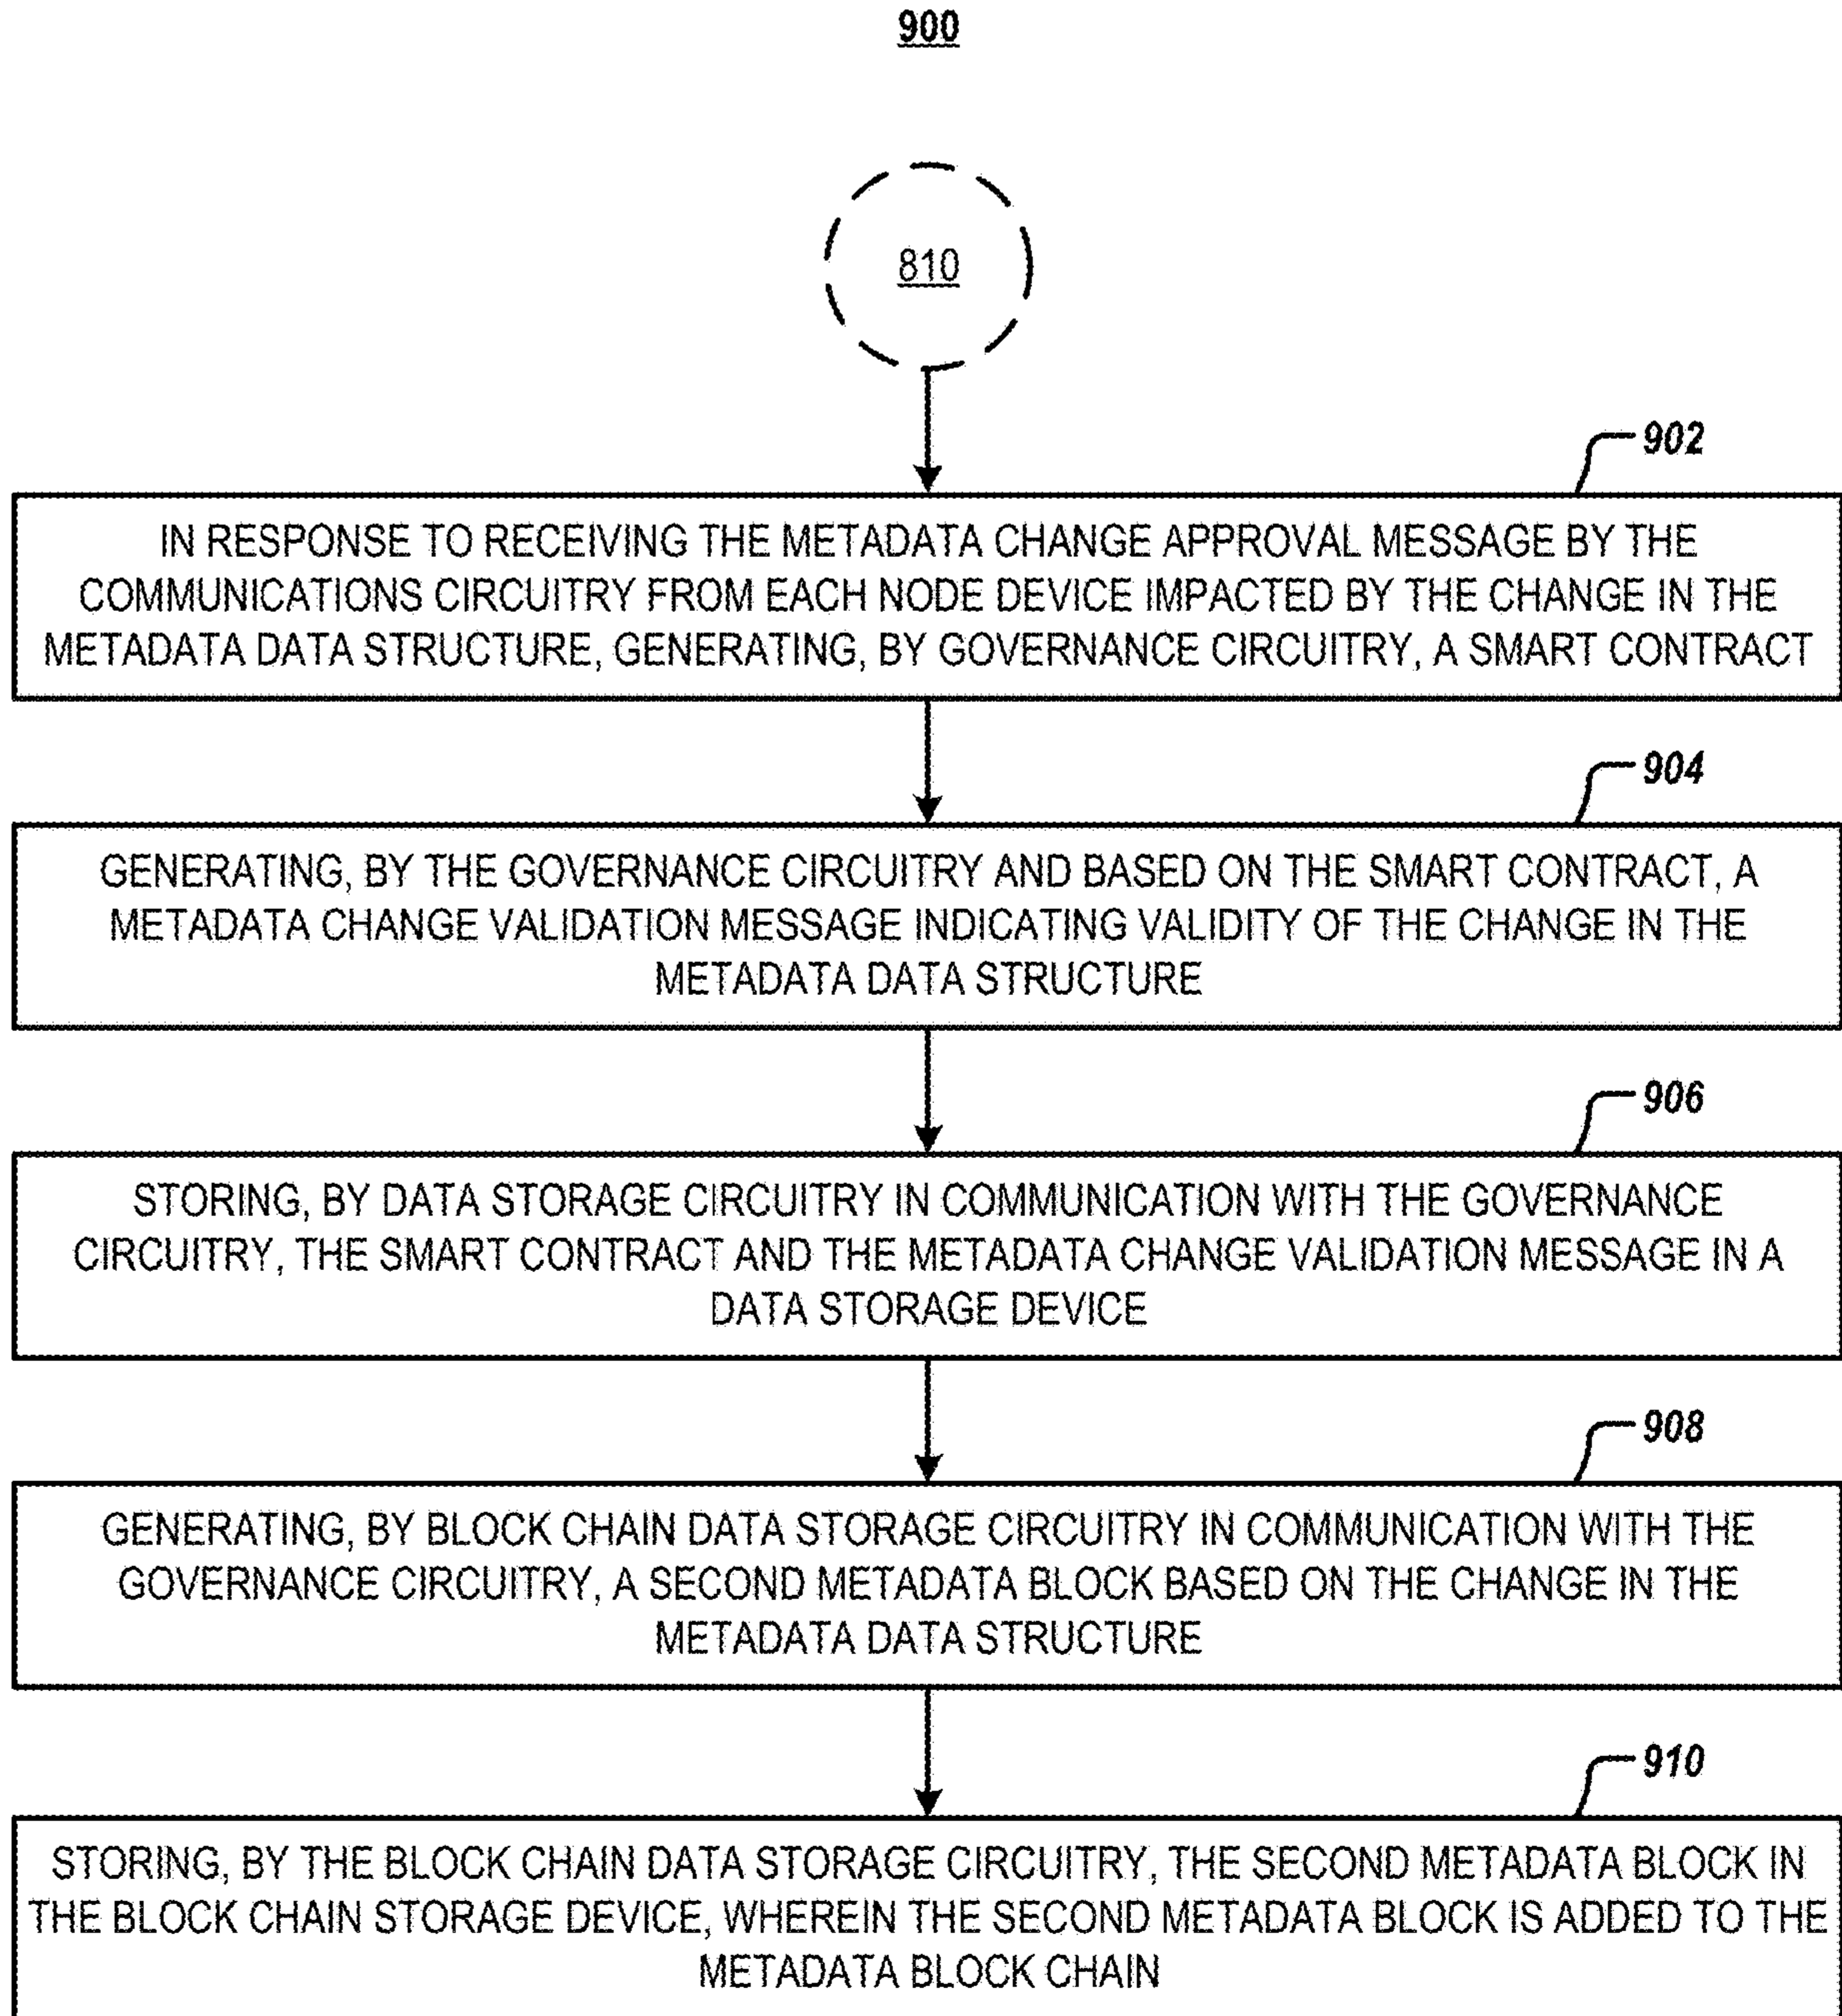 900
810
902
IN RESPONSE TO RECEIVING THE METADATA CHANGE APPROVAL MESSAGE BY THE
COMMUNICATIONS CIRCUITRY FROM EACH NODE DEVICE IMPACTED BY THE CHANGE IN THE
METADATA DATA STRUCTURE, GENERATING, BY GOVERNANCE CIRCUITRY, A SMART CONTRACT
904
GENERATING, BY THE GOVERNANCE CIRCUITRY AND BASED ON THE SMART CONTRACT, A
METADATA CHANGE VALIDATION MESSAGE INDICATING VALIDITY OF THE CHANGE IN THE
METADATA DATA STRUCTURE
906
STORING, BY DATA STORAGE CIRCUITRY IN COMMUNICATION WITH THE GOVERNANCE
CIRCUITRY, THE SMART CONTRACT AND THE METADATA CHANGE VALIDATION MESSAGE IN A
DATA STORAGE DEVICE
908
GENERATING, BY BLOCK CHAIN DATA STORAGE CIRCUITRY IN COMMUNICATION WITH THE
GOVERNANCE CIRCUITRY, A SECOND METADATA BLOCK BASED ON THE CHANGE IN THE
METADATA DATA STRUCTURE
910
STORING, BY THE BLOCK CHAIN DATA STORAGE CIRCUITRY, THE SECOND METADATA BLOCK IN
THE BLOCK CHAIN STORAGE DEVICE, WHEREIN THE SECOND METADATA BLOCK IS ADDED TO THE
METADATA BLOCK CHAIN